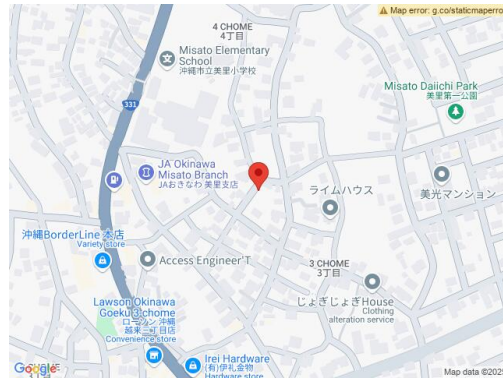 Map error: g.co/staticmaperro
4 CHOME
4丁目
Misato Elementary
School
沖縄市立美里小学校
Misato Daiichi Park
美里第一公園
331
JA Okinawa
Misato Branch
JAおきなわ 美里支店
ライムハウス
美光マンション
沖縄BorderLine 本店
Variety store
Access Engineer'T
3 CHOME
3丁目
じょぎじょぎHouse
Clothing
alteration service
Lawson Okinawa
Goeku 3 chome
ローソン 沖縄
越来三丁目店
Convenience store
Irei Hardware
(有)伊礼金物
Hardware store
Google
Map data ©202